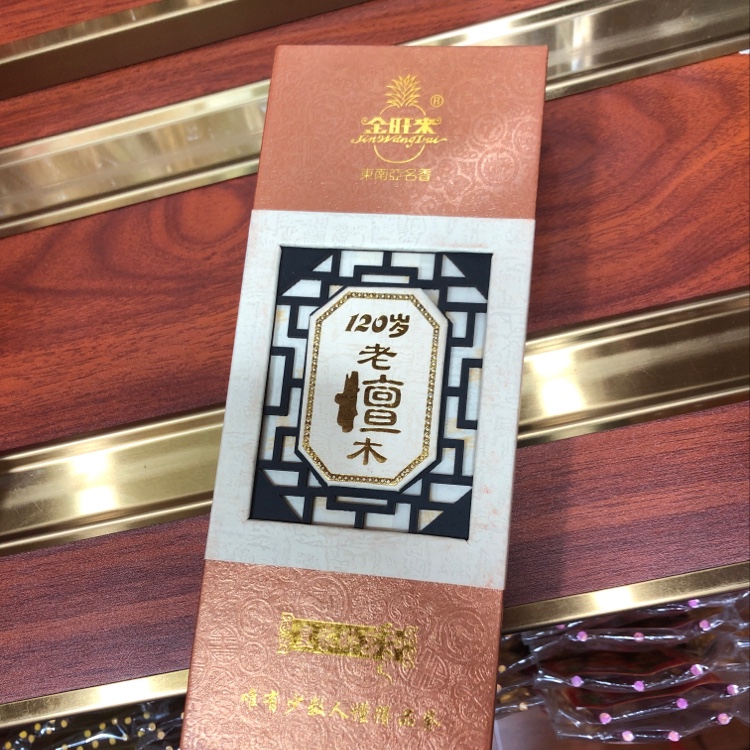 ®
金旺来
JinWangLai
東南亞名香
120岁
老
檀
木
唯有少数人懂得品味